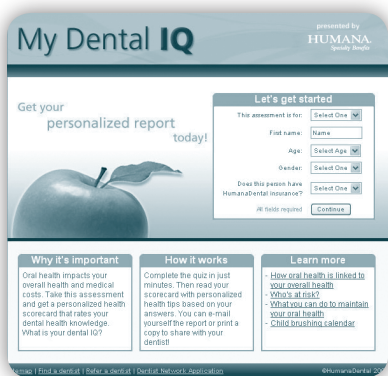 My Dental IQ
presented by
HUMANA
Specialty Benefits
Get your
personalized report
today!
Let's get started
This assessment is for: Select One
First name: Name
Age: Select Age
Gender: Select One
Does this person have
HumanaDental insurance? Select One
All fields required Continue
Why it's important
Oral health impacts your
overall health and medical
costs. Take this assessment
and get a personalized health
scorecard that rates your
dental health knowledge.
What is your dental IQ?
How it works
Complete the quiz in just
minutes. Then read your
scorecard with personalized
health tips based on your
answers. You can e-mail
yourself the report or print a
copy to share with your
dentist!
Learn more
- How oral health is linked to
your overall health
- Who's at risk?
- What you can do to maintain
your oral health
- Child brushing calendar
| Find a dentist | Refer a dentist | Dentist Network Application
©HumanaDental